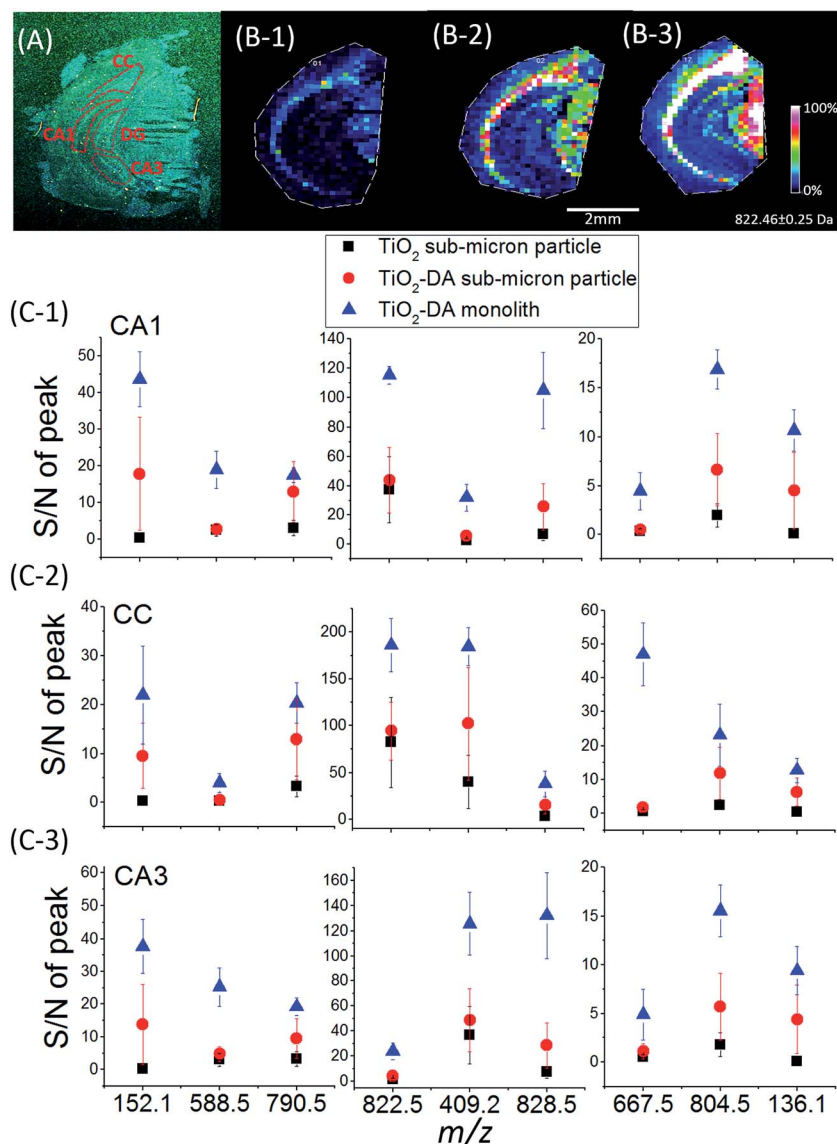 (A)
CC
CA1
DG
CA3
(B-1)
01
(B-2)
02
(B-3)
17
100%
0%
2mm
822.46±0.25 Da
TiO2 sub-micron particle
TiO2-DA sub-micron particle
TiO2-DA monolith
(C-1)
CA1
S/N of peak
50
40
30
20
10
0
140
120
100
80
60
40
20
0
20
15
10
5
0
(C-2)
CC
S/N of peak
40
30
20
10
0
200
150
100
50
0
60
50
40
30
20
10
0
(C-3)
CA3
S/N of peak
60
50
40
30
20
10
0
160
140
120
100
80
60
40
20
0
20
15
10
5
0
152.1 588.5 790.5
822.5 409.2 828.5
667.5 804.5 136.1
m/z